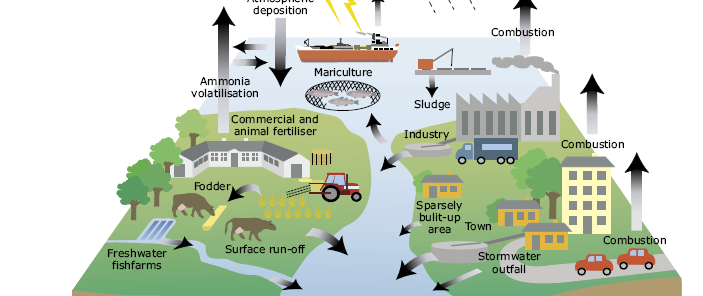 Atmosphere
deposition
Combustion
Mariculture
Ammonia
volatilisation
Sludge
Commercial and
animal fertiliser
Industry
Combustion
Fodder
Sparsely
bulit-up
area
Town
Surface run-off
Freshwater
fishfarms
Stormwater
outfall
Combustion